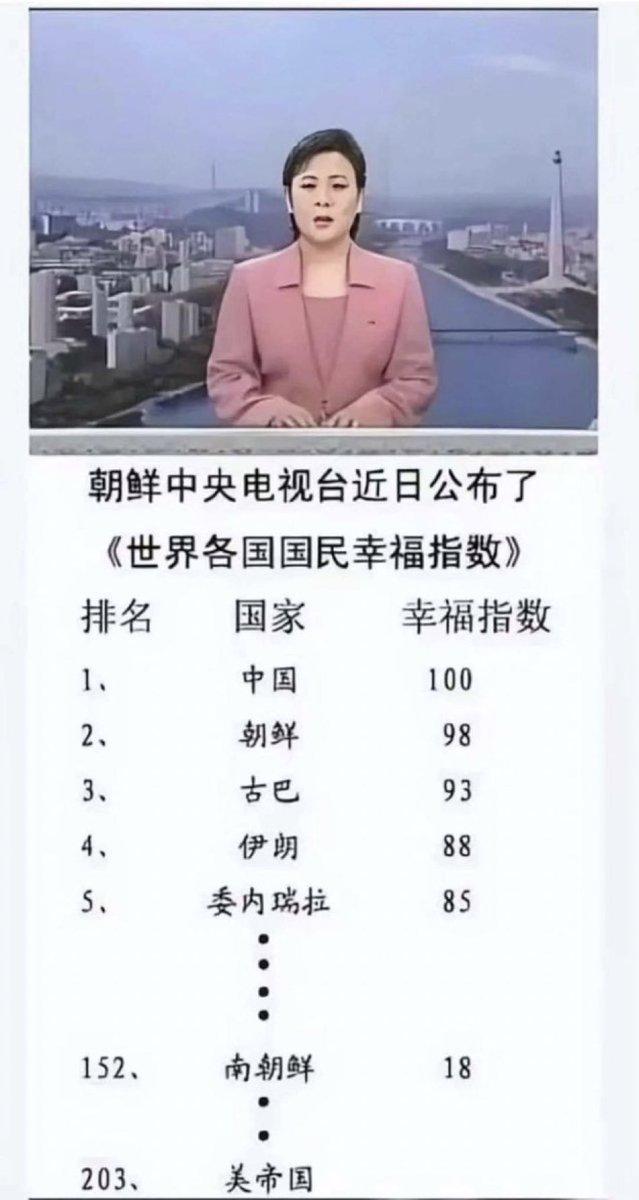 朝鲜中央电视台近日公布了
《世界各国国民幸福指数》
排名 国家 幸福指数
1、 中国 100
2、 朝鲜 98
3、 古巴 93
4、 伊朗 88
5、 委内瑞拉 85
152、 南朝鲜 18
203、 美帝国